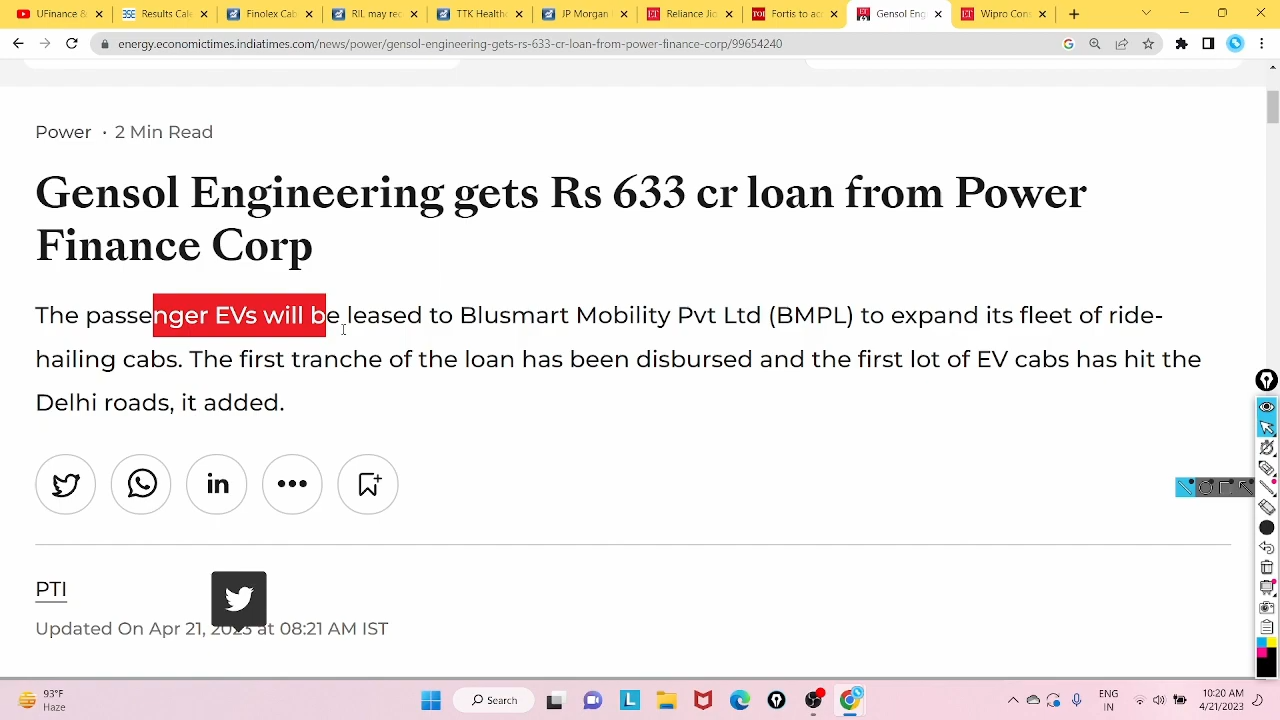 UFinance &
Results Cale
Finolex Cab
RIL may rec
TTK Healthc
JP Morgan
Reliance Jio
Fortis to acc
Gensol Eng
Wipro Cons
energy.economictimes.indiatimes.com/news/power/gensol-engineering-gets-rs-633-cr-loan-from-power-finance-corp/99654240
Power · 2 Min Read
Gensol Engineering gets Rs 633 cr loan from Power
Finance Corp
The passenger EVs will be leased to Blusmart Mobility Pvt Ltd (BMPL) to expand its fleet of ride-
hailing cabs. The first tranche of the loan has been disbursed and the first lot of EV cabs has hit the
Delhi roads, it added.
in
PTI
Updated On Apr 21, 2023 at 08:21 AM IST
93°F
Haze
Search
ENG
IN
10:20 AM
4/21/2023